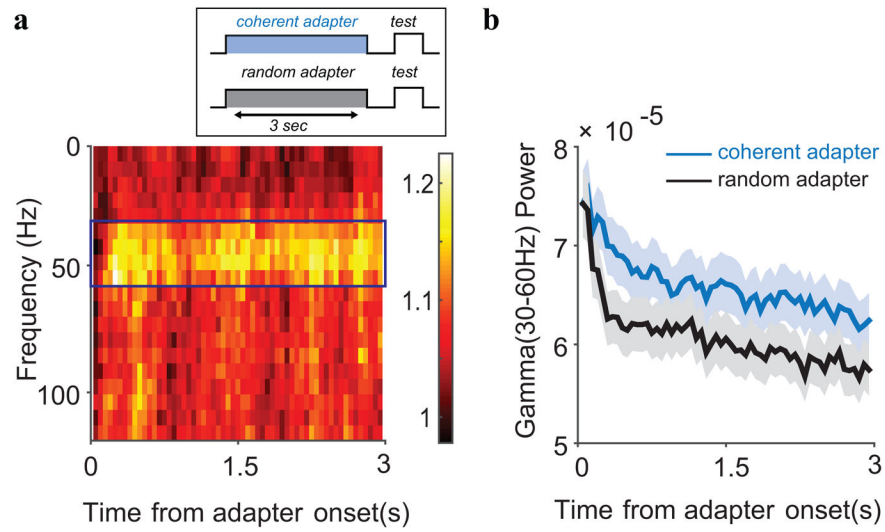 a
coherent adapter test
random adapter test
3 sec
0
50
100
Frequency (Hz)
0 1.5 3
Time from adapter onset(s)
1.2
1.11
1
b
× 10 -5
coherent adapter
random adapter
8
7
6
5
Gamma(30-60Hz) Power
0 1.5 3
Time from adapter onset(s)